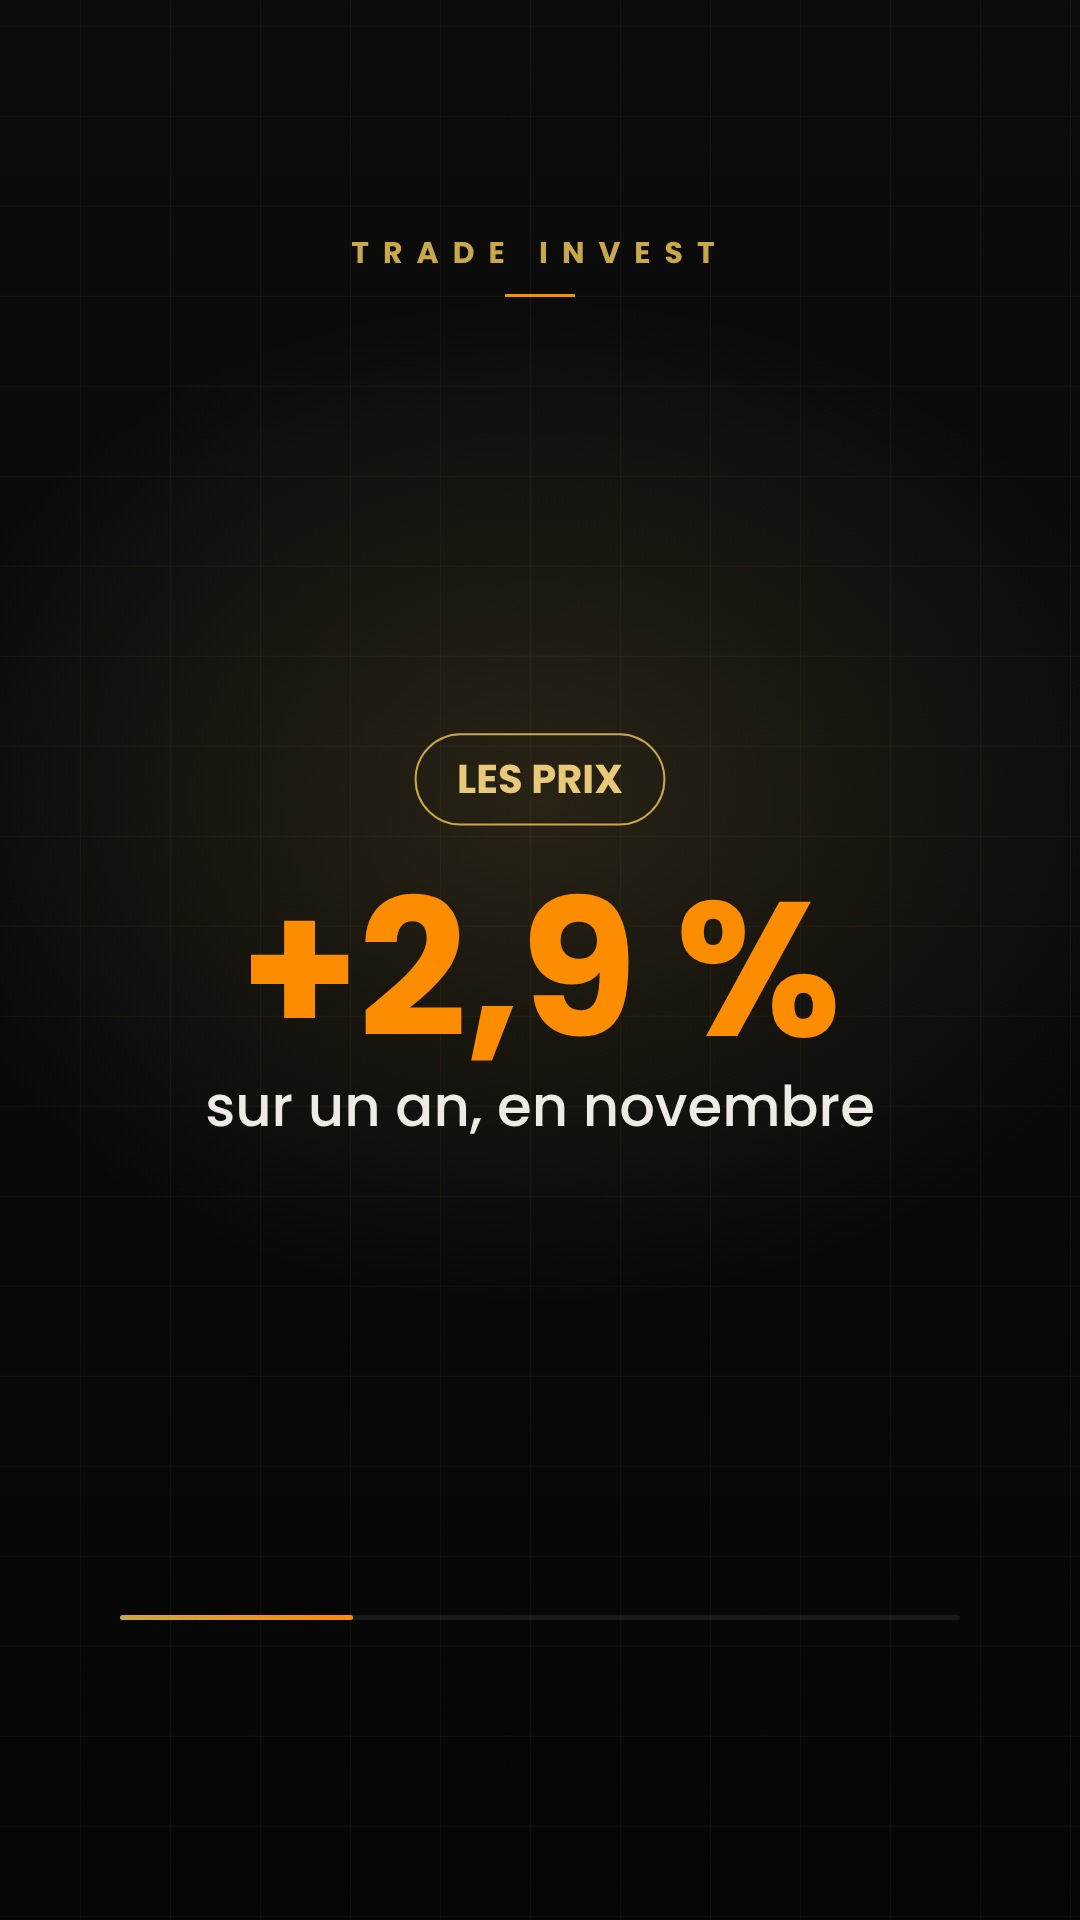 TRADE INVEST
LES PRIX
+2,9 %
sur un an, en novembre